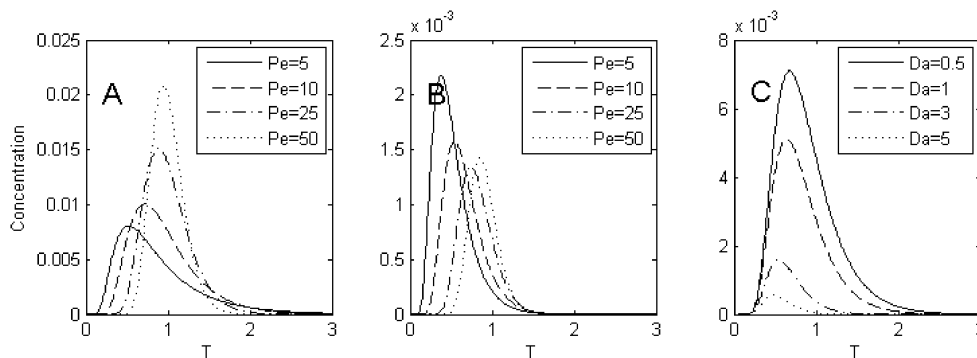 x 10⁻³
x 10⁻³
0.025
0.02
0.015
0.01
0.005
0
Concentration
A
Pe=5
Pe=10
Pe=25
Pe=50
0
1
2
3
T
2.5
2
1.5
1
0.5
0
B
Pe=5
Pe=10
Pe=25
Pe=50
0
1
2
3
T
8
6
4
2
0
C
Da=0.5
Da=1
Da=3
Da=5
0
1
2
3
T